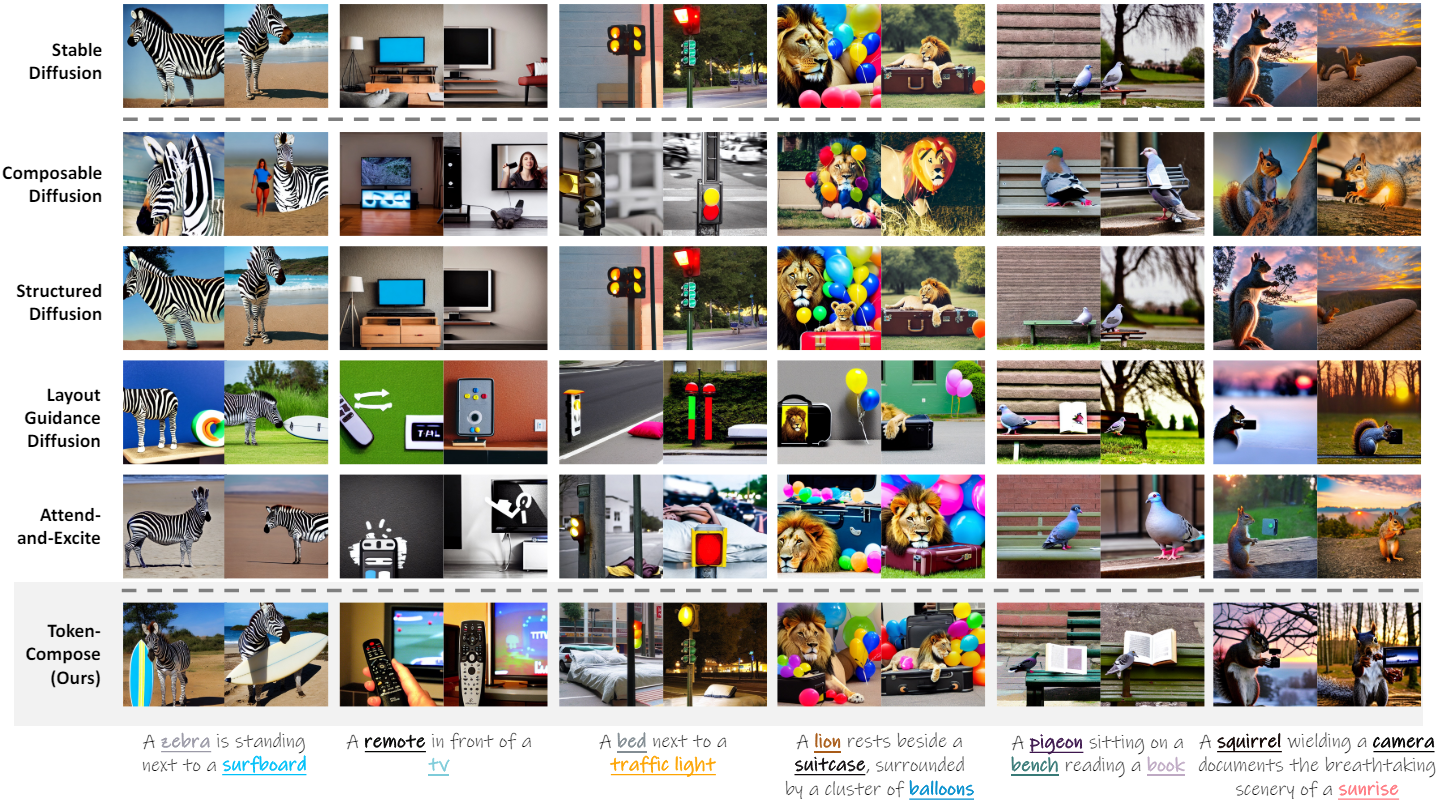 Stable
Diffusion
Composable
Diffusion
Structured
Diffusion
Layout
Guidance
Diffusion
TAL
Attend-
and-Excite
Token-
Compose
(Ours)
A zebra is standing
next to a surfboard
A remote in front of a
tv
A bed next to a
traffic light
A lion rests beside a
suitcase, surrounded
by a cluster of balloons
A pigeon sitting on a
bench reading a book
A squirrel wielding a camera
documents the breathtaking
scenery of a sunrise